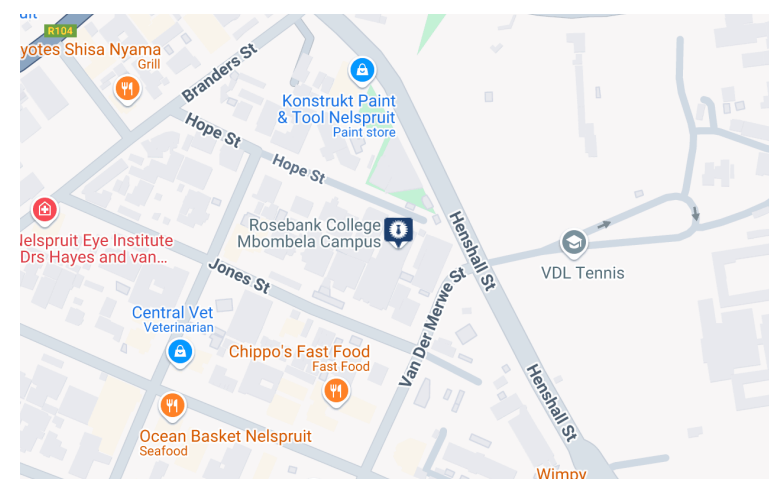 R104
yotes Shisa Nyama
Grill
Branders St
Konstrukt Paint
& Tool Nelspruit
Paint store
Hope St
Hope St
Rosebank College
Mbombela Campus
Henshall St
Nelspruit Eye Institute
Drs Hayes and van...
VDL Tennis
Jones St
Van Der Merwe St
Central Vet
Veterinarian
Chippo's Fast Food
Fast Food
Henshall St
Ocean Basket Nelspruit
Seafood
Wimpy